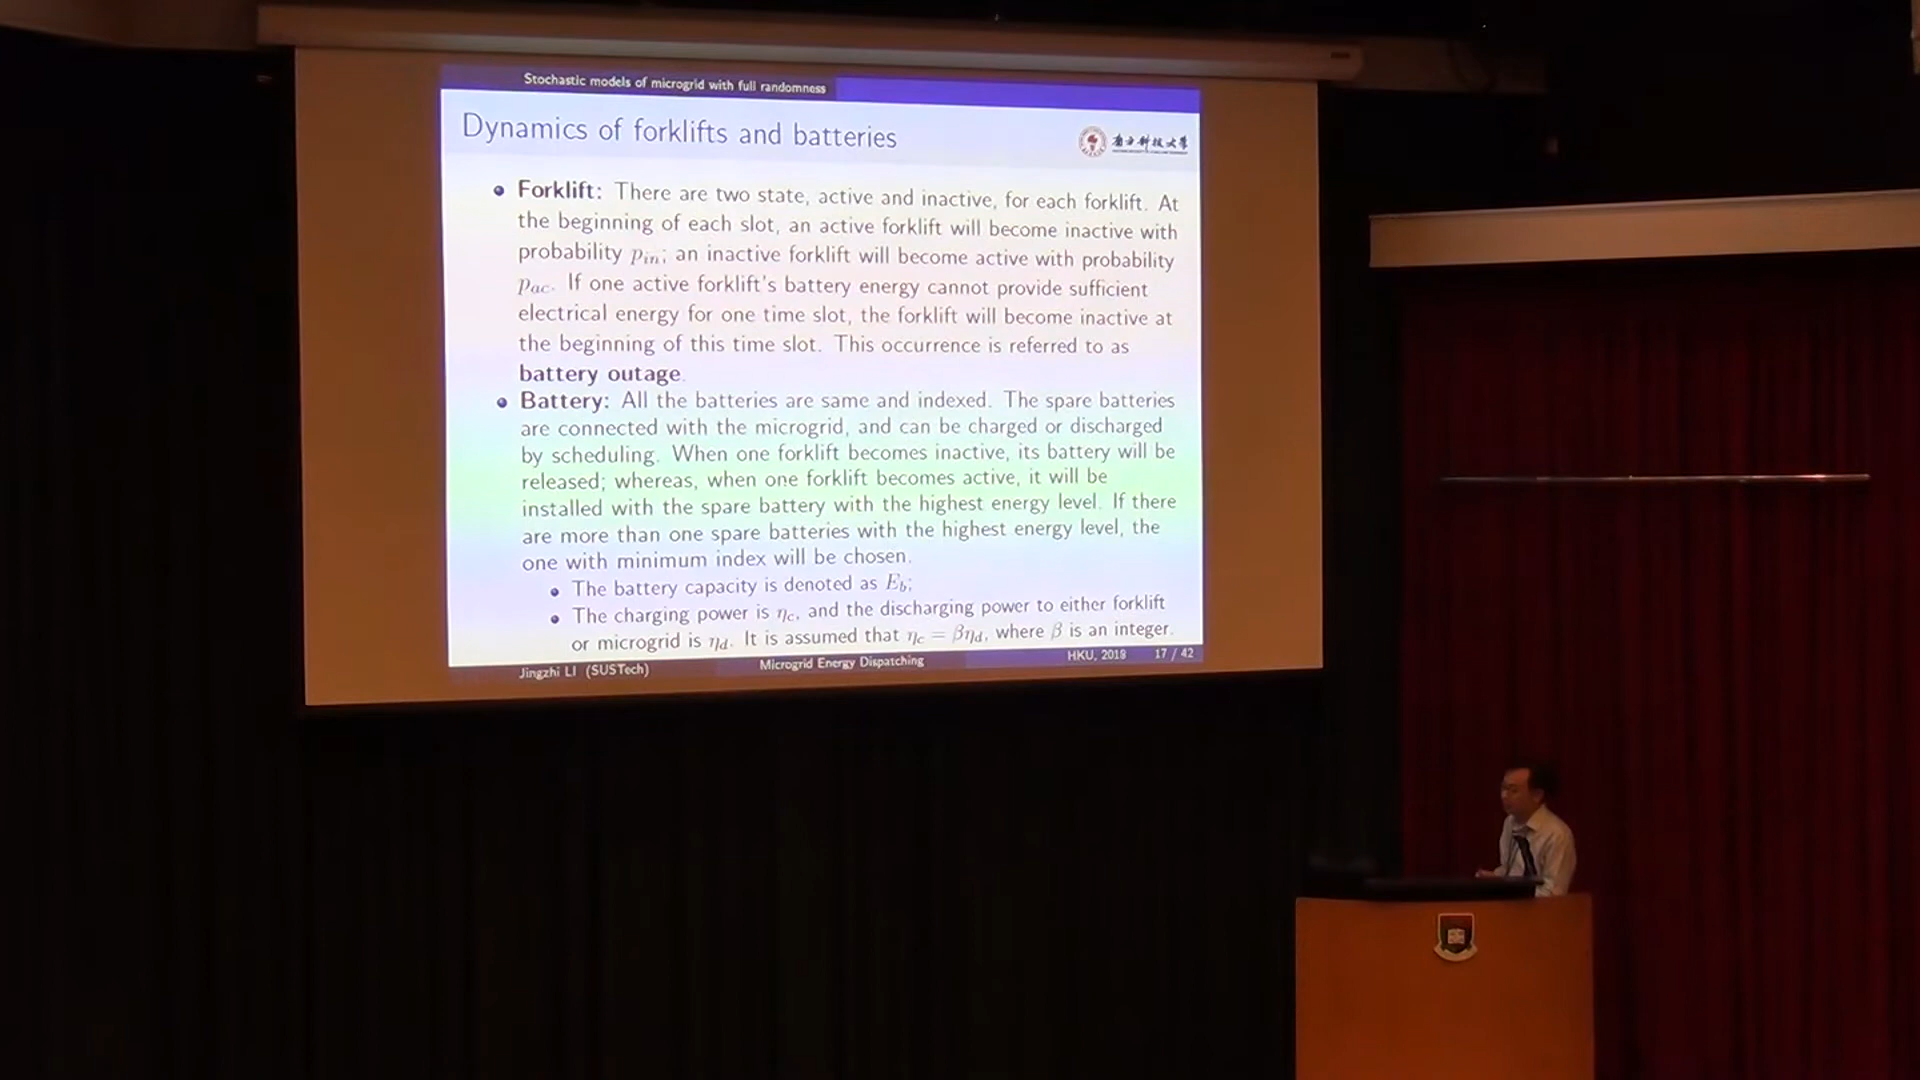 Stochastic models of microgrid with full randomness
Dynamics of forklifts and batteries
南方科技大学
Forklift: There are two state, active and inactive, for each forklift. At
the beginning of each slot, an active forklift will become inactive with
probability p_in; an inactive forklift will become active with probability
p_ac. If one active forklift's battery energy cannot provide sufficient
electrical energy for one time slot, the forklift will become inactive at
the beginning of this time slot. This occurrence is referred to as
battery outage.
Battery: All the batteries are same and indexed. The spare batteries
are connected with the microgrid, and can be charged or discharged
by scheduling. When one forklift becomes inactive, its battery will be
released; whereas, when one forklift becomes active, it will be
installed with the spare battery with the highest energy level. If there
are more than one spare batteries with the highest energy level, the
one with minimum index will be chosen.
The battery capacity is denoted as E_b;
The charging power is η_c, and the discharging power to either forklift
or microgrid is η_d. It is assumed that η_c = βη_d, where β is an integer.
Jingzhi LI (SUSTech) Microgrid Energy Dispatching HKU, 2018 17 / 42